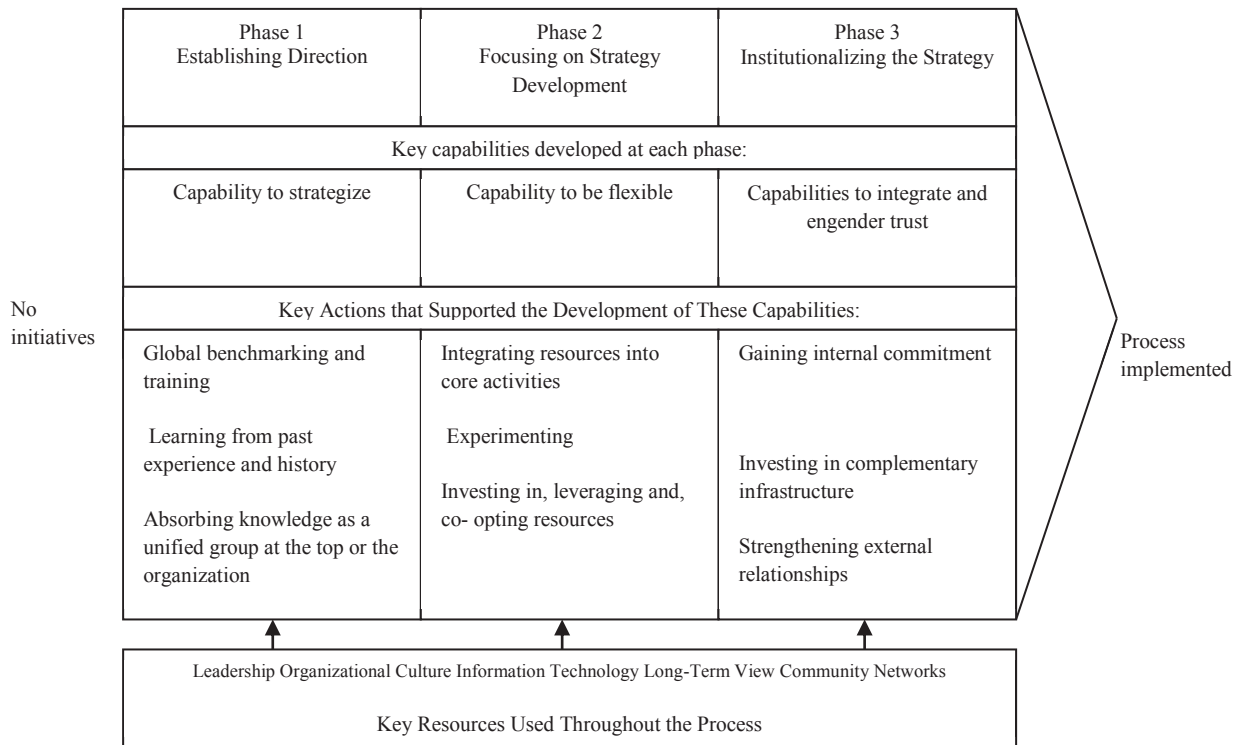 Phase 1
Establishing Direction
Phase 2
Focusing on Strategy
Development
Phase 3
Institutionalizing the Strategy
Key capabilities developed at each phase:
Capability to strategize
Capability to be flexible
Capabilities to integrate and
engender trust
No
initiatives
Key Actions that Supported the Development of These Capabilities:
Global benchmarking and
training
Learning from past
experience and history
Absorbing knowledge as a
unified group at the top or the
organization
Integrating resources into
core activities
Experimenting
Investing in, leveraging and,
co- opting resources
Gaining internal commitment
Investing in complementary
infrastructure
Strengthening external
relationships
Process
implemented
Leadership Organizational Culture Information Technology Long-Term View Community Networks
Key Resources Used Throughout the Process